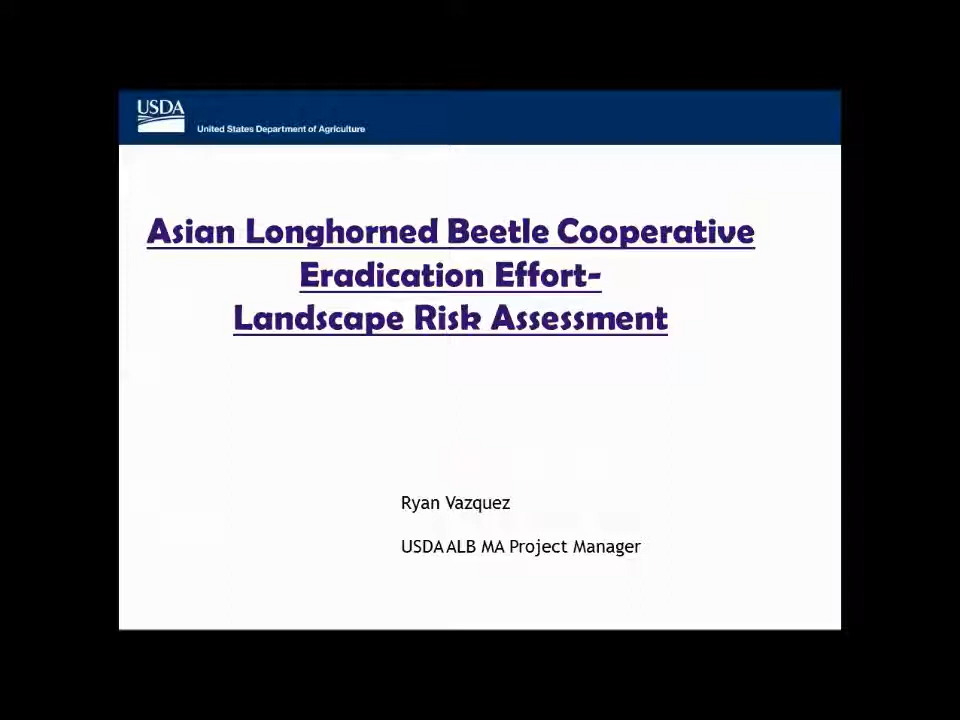 USDA
United States Department of Agriculture
Asian Longhorned Beetle Cooperative
Eradication Effort-
Landscape Risk Assessment
Ryan Vazquez
USDA ALB MA Project Manager